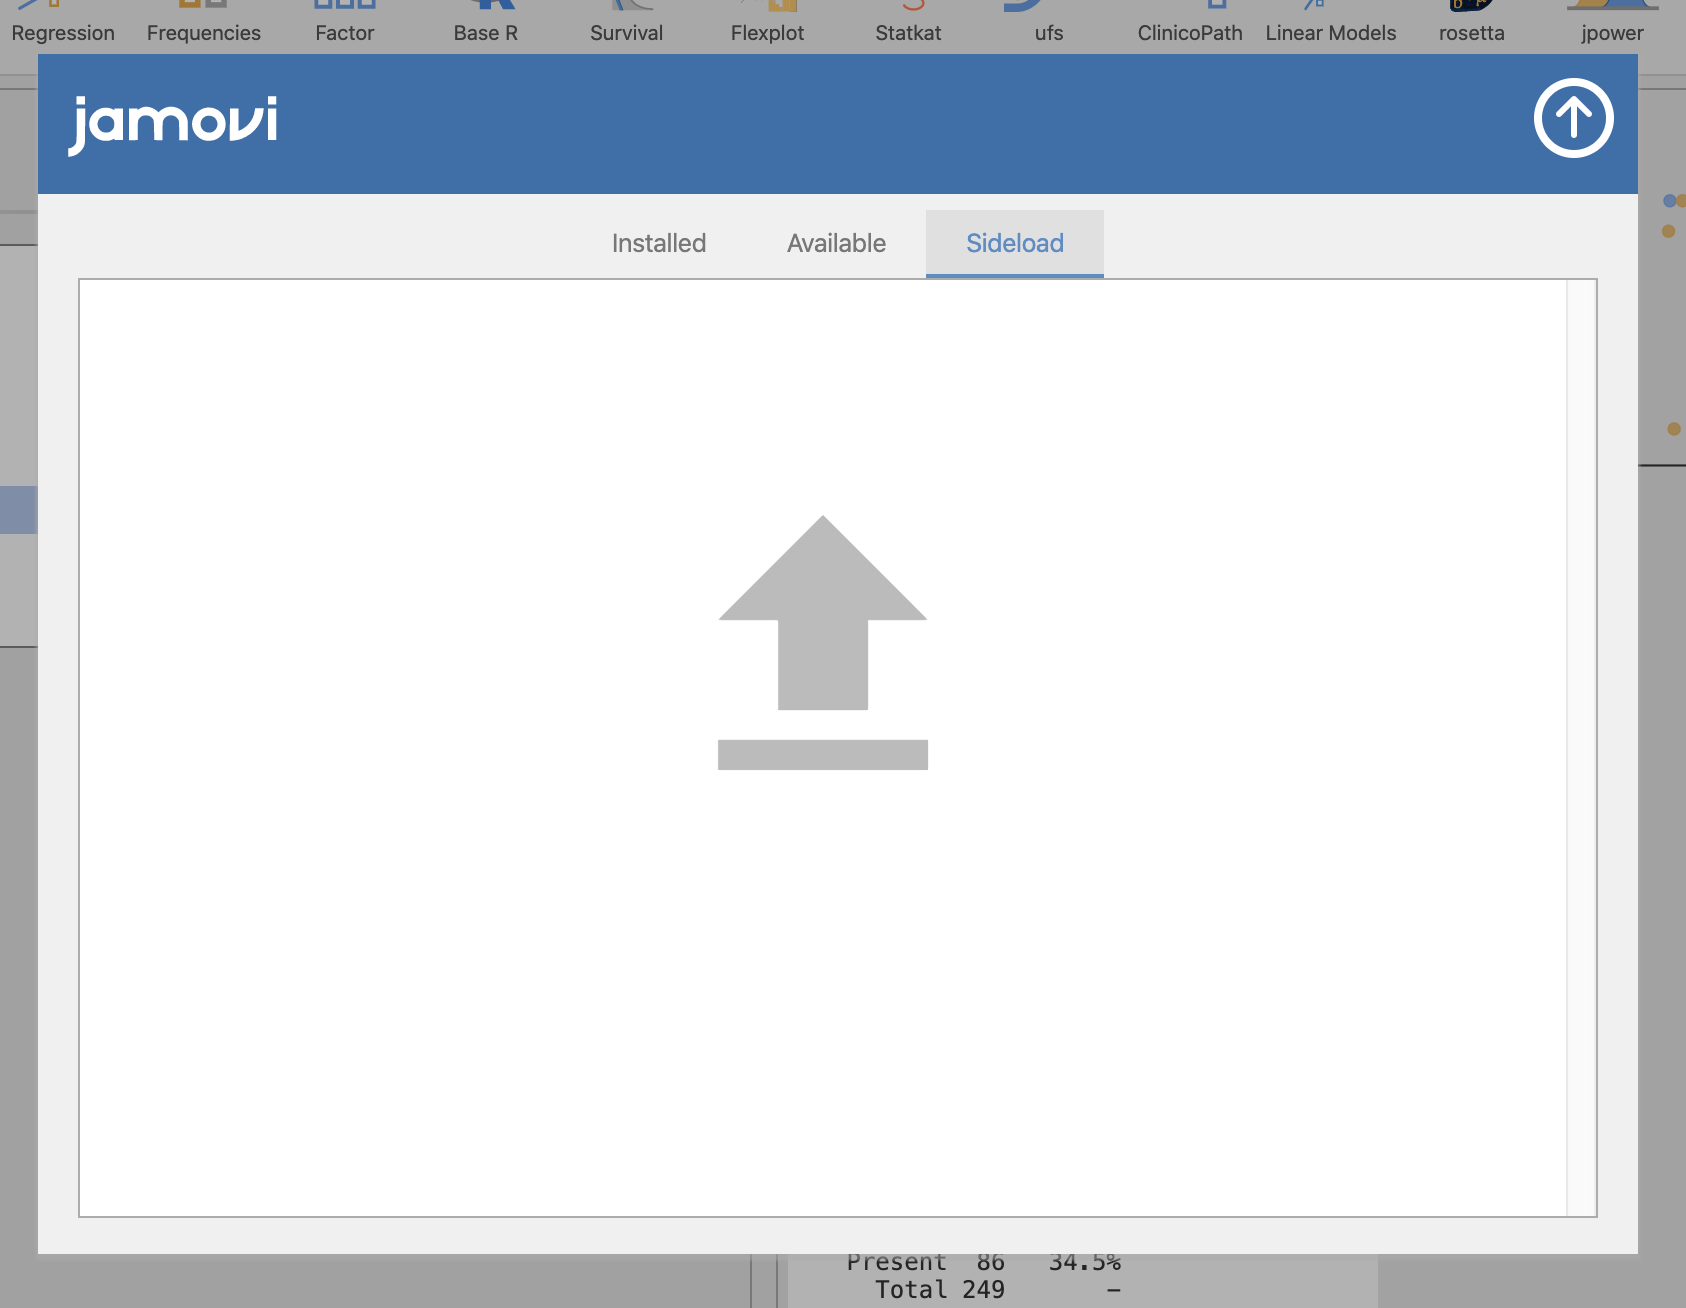 Regression Frequencies Factor Base R Survival Flexplot Statkat ufs ClinicoPath Linear Models rosetta jpower
jamovi
Installed Available Sideload
Present 86 34.5%
Total 249 –